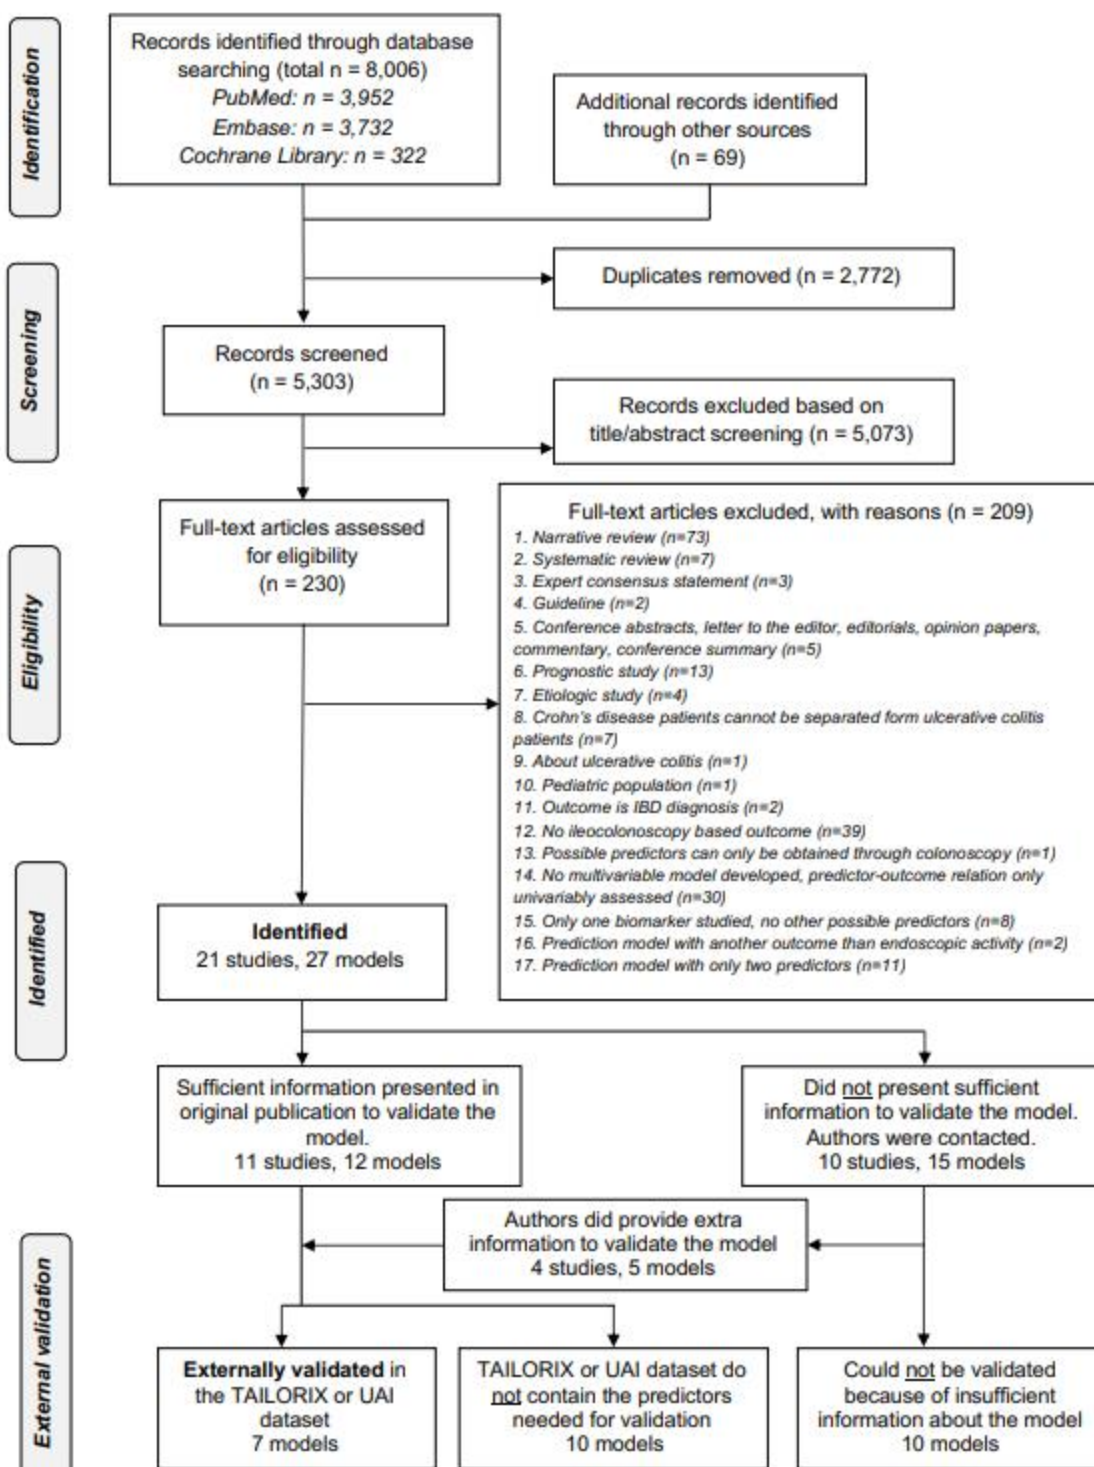 Identification
Records identified through database
searching (total n = 8,006)
PubMed: n = 3,952
Embase: n = 3,732
Cochrane Library: n = 322
Additional records identified
through other sources
(n = 69)
Screening
Duplicates removed (n = 2,772)
Records screened
(n = 5,303)
Records excluded based on
title/abstract screening (n = 5,073)
Eligibility
Full-text articles assessed
for eligibility
(n = 230)
Full-text articles excluded, with reasons (n = 209)
1. Narrative review (n=73)
2. Systematic review (n=7)
3. Expert consensus statement (n=3)
4. Guideline (n=2)
5. Conference abstracts, letter to the editor, editorials, opinion papers,
commentary, conference summary (n=5)
6. Prognostic study (n=13)
7. Etiologic study (n=4)
8. Crohn's disease patients cannot be separated form ulcerative colitis
patients (n=7)
9. About ulcerative colitis (n=1)
10. Pediatric population (n=1)
11. Outcome is IBD diagnosis (n=2)
12. No ileocolonoscopy based outcome (n=39)
13. Possible predictors can only be obtained through colonoscopy (n=1)
14. No multivariable model developed, predictor-outcome relation only
univariably assessed (n=30)
15. Only one biomarker studied, no other possible predictors (n=8)
16. Prediction model with another outcome than endoscopic activity (n=2)
17. Prediction model with only two predictors (n=11)
Identified
Identified
21 studies, 27 models
Sufficient information presented in
original publication to validate the
model.
11 studies, 12 models
Did not present sufficient
information to validate the model.
Authors were contacted.
10 studies, 15 models
Authors did provide extra
information to validate the model
4 studies, 5 models
External validation
Externally validated in
the TAILORIX or UAI
dataset
7 models
TAILORIX or UAI dataset do
not contain the predictors
needed for validation
10 models
Could not be validated
because of insufficient
information about the model
10 models